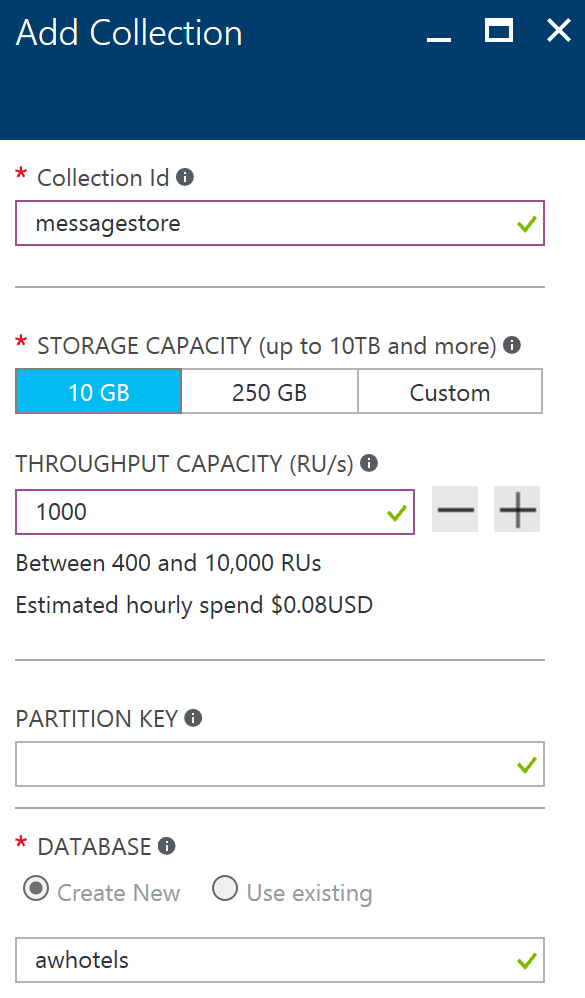 Add Collection
* Collection Id
messagestore
* STORAGE CAPACITY (up to 10TB and more)
10 GB 250 GB Custom
THROUGHPUT CAPACITY (RU/s)
1000
Between 400 and 10,000 RUs
Estimated hourly spend $0.08USD
PARTITION KEY
* DATABASE
Create New Use existing
awhotels